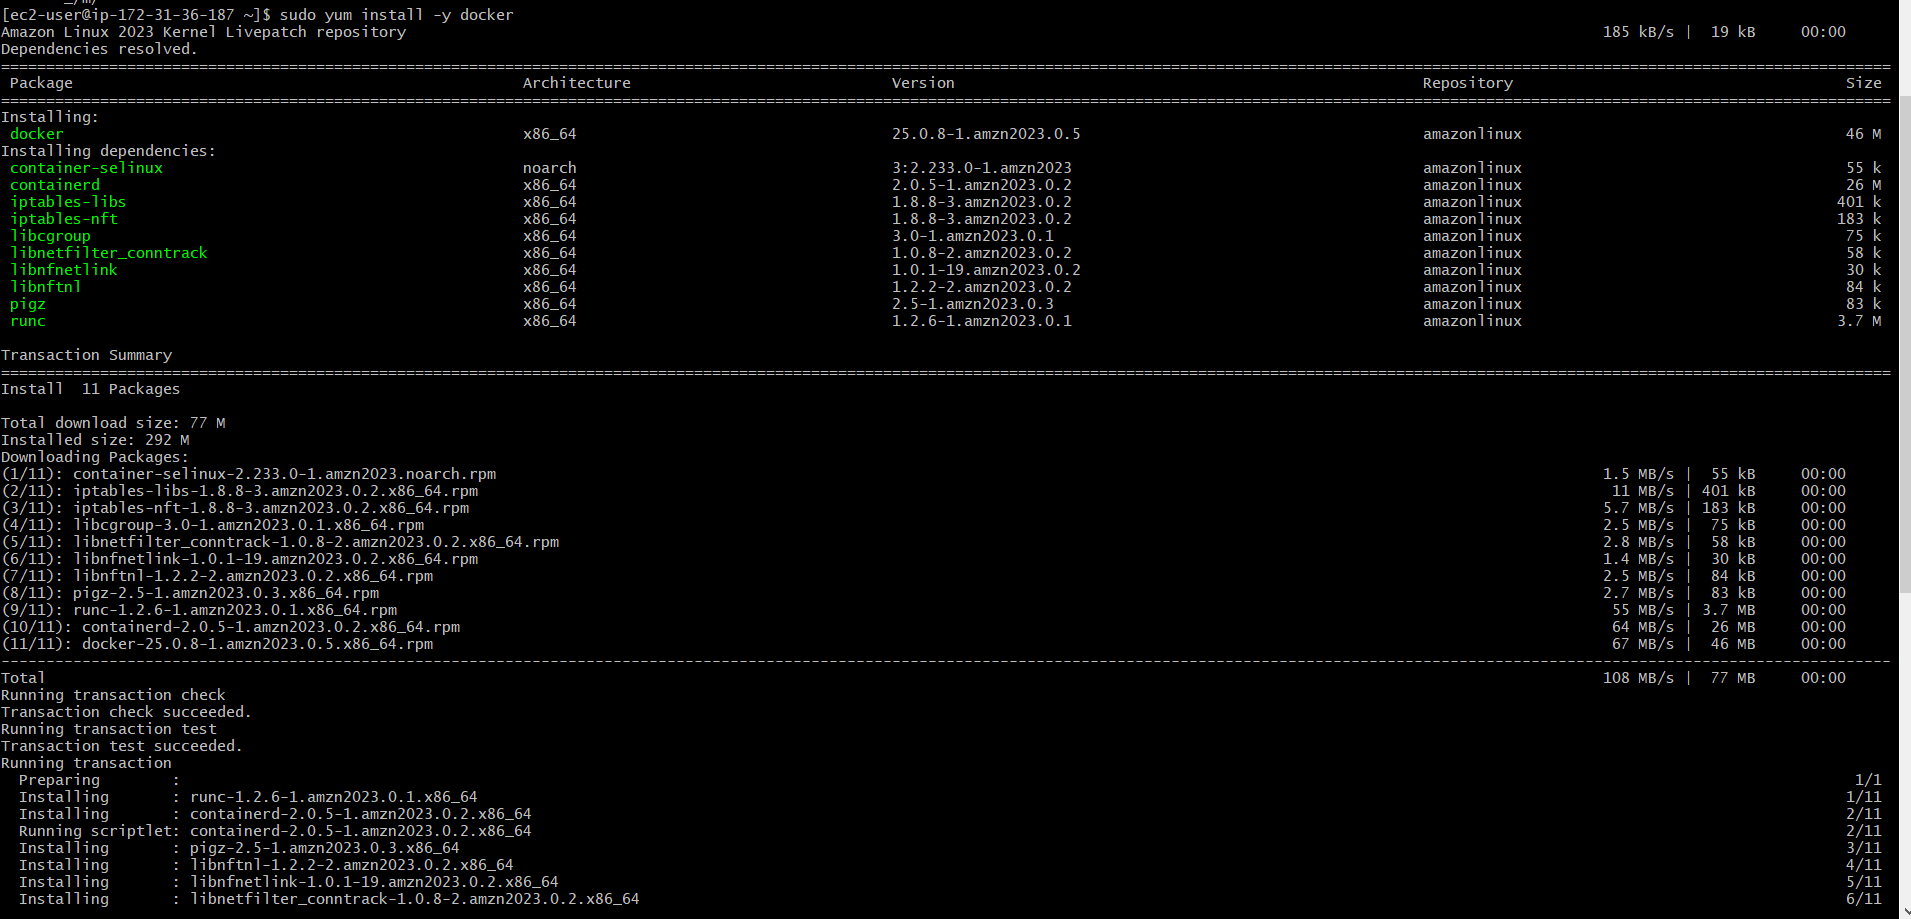 [ec2-user@ip-172-31-36-187 ~]$ sudo yum install -y docker
Amazon Linux 2023 Kernel Livepatch repository 185 kB/s | 19 kB 00:00
Dependencies resolved.
Package Architecture Version Repository Size
Installing:
docker x86_64 25.0.8-1.amzn2023.0.5 amazonlinux 46 M
Installing dependencies:
container-selinux noarch 3:2.233.0-1.amzn2023 amazonlinux 55 k
containerd x86_64 2.0.5-1.amzn2023.0.2 amazonlinux 26 M
iptables-libs x86_64 1.8.8-3.amzn2023.0.2 amazonlinux 401 k
iptables-nft x86_64 1.8.8-3.amzn2023.0.2 amazonlinux 183 k
libcgroup x86_64 3.0-1.amzn2023.0.1 amazonlinux 75 k
libnetfilter_conntrack x86_64 1.0.8-2.amzn2023.0.2 amazonlinux 58 k
libnfnetlink x86_64 1.0.1-19.amzn2023.0.2 amazonlinux 30 k
libnftnl x86_64 1.2.2-2.amzn2023.0.2 amazonlinux 84 k
pigz x86_64 2.5-1.amzn2023.0.3 amazonlinux 83 k
runc x86_64 1.2.6-1.amzn2023.0.1 amazonlinux 3.7 M
Transaction Summary
Install 11 Packages
Total download size: 77 M
Installed size: 292 M
Downloading Packages:
(1/11): container-selinux-2.233.0-1.amzn2023.noarch.rpm 1.5 MB/s | 55 kB 00:00
(2/11): iptables-libs-1.8.8-3.amzn2023.0.2.x86_64.rpm 11 MB/s | 401 kB 00:00
(3/11): iptables-nft-1.8.8-3.amzn2023.0.2.x86_64.rpm 5.7 MB/s | 183 kB 00:00
(4/11): libcgroup-3.0-1.amzn2023.0.1.x86_64.rpm 2.5 MB/s | 75 kB 00:00
(5/11): libnetfilter_conntrack-1.0.8-2.amzn2023.0.2.x86_64.rpm 2.8 MB/s | 58 kB 00:00
(6/11): libnfnetlink-1.0.1-19.amzn2023.0.2.x86_64.rpm 1.4 MB/s | 30 kB 00:00
(7/11): libnftnl-1.2.2-2.amzn2023.0.2.x86_64.rpm 2.5 MB/s | 84 kB 00:00
(8/11): pigz-2.5-1.amzn2023.0.3.x86_64.rpm 2.7 MB/s | 83 kB 00:00
(9/11): runc-1.2.6-1.amzn2023.0.1.x86_64.rpm 55 MB/s | 3.7 MB 00:00
(10/11): containerd-2.0.5-1.amzn2023.0.2.x86_64.rpm 64 MB/s | 26 MB 00:00
(11/11): docker-25.0.8-1.amzn2023.0.5.x86_64.rpm 67 MB/s | 46 MB 00:00
Total 108 MB/s | 77 MB 00:00
Running transaction check
Transaction check succeeded.
Running transaction test
Transaction test succeeded.
Running transaction
Preparing : 1/1
Installing : runc-1.2.6-1.amzn2023.0.1.x86_64 1/11
Installing : containerd-2.0.5-1.amzn2023.0.2.x86_64 2/11
Running scriptlet: containerd-2.0.5-1.amzn2023.0.2.x86_64 2/11
Installing : pigz-2.5-1.amzn2023.0.3.x86_64 3/11
Installing : libnftnl-1.2.2-2.amzn2023.0.2.x86_64 4/11
Installing : libnfnetlink-1.0.1-19.amzn2023.0.2.x86_64 5/11
Installing : libnetfilter_conntrack-1.0.8-2.amzn2023.0.2.x86_64 6/11